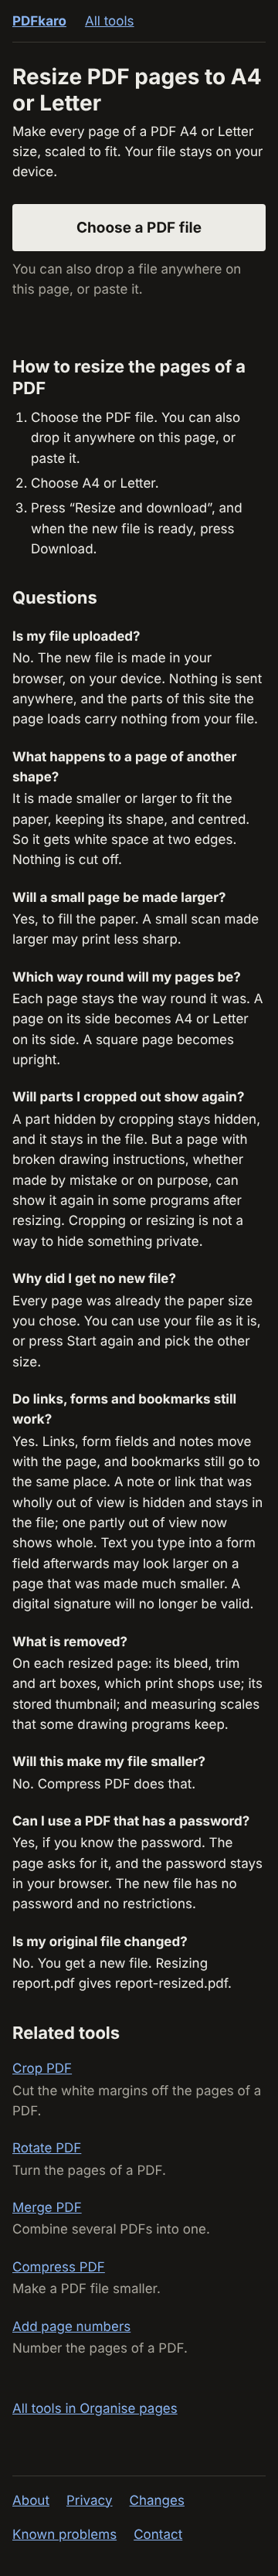 PDFkaro All tools
Resize PDF pages to A4
or Letter
Make every page of a PDF A4 or Letter
size, scaled to fit. Your file stays on your
device.
Choose a PDF file
You can also drop a file anywhere on
this page, or paste it.
How to resize the pages of a
PDF
1. Choose the PDF file. You can also
drop it anywhere on this page, or
paste it.
2. Choose A4 or Letter.
3. Press “Resize and download”, and
when the new file is ready, press
Download.
Questions
Is my file uploaded?
No. The new file is made in your
browser, on your device. Nothing is sent
anywhere, and the parts of this site the
page loads carry nothing from your file.
What happens to a page of another
shape?
It is made smaller or larger to fit the
paper, keeping its shape, and centred.
So it gets white space at two edges.
Nothing is cut off.
Will a small page be made larger?
Yes, to fill the paper. A small scan made
larger may print less sharp.
Which way round will my pages be?
Each page stays the way round it was. A
page on its side becomes A4 or Letter
on its side. A square page becomes
upright.
Will parts I cropped out show again?
A part hidden by cropping stays hidden,
and it stays in the file. But a page with
broken drawing instructions, whether
made by mistake or on purpose, can
show it again in some programs after
resizing. Cropping or resizing is not a
way to hide something private.
Why did I get no new file?
Every page was already the paper size
you chose. You can use your file as it is,
or press Start again and pick the other
size.
Do links, forms and bookmarks still
work?
Yes. Links, form fields and notes move
with the page, and bookmarks still go to
the same place. A note or link that was
wholly out of view is hidden and stays in
the file; one partly out of view now
shows whole. Text you type into a form
field afterwards may look larger on a
page that was made much smaller. A
digital signature will no longer be valid.
What is removed?
On each resized page: its bleed, trim
and art boxes, which print shops use; its
stored thumbnail; and measuring scales
that some drawing programs keep.
Will this make my file smaller?
No. Compress PDF does that.
Can I use a PDF that has a password?
Yes, if you know the password. The
page asks for it, and the password stays
in your browser. The new file has no
password and no restrictions.
Is my original file changed?
No. You get a new file. Resizing
report.pdf gives report-resized.pdf.
Related tools
Crop PDF
Cut the white margins off the pages of a
PDF.
Rotate PDF
Turn the pages of a PDF.
Merge PDF
Combine several PDFs into one.
Compress PDF
Make a PDF file smaller.
Add page numbers
Number the pages of a PDF.
All tools in Organise pages
About Privacy Changes
Known problems Contact